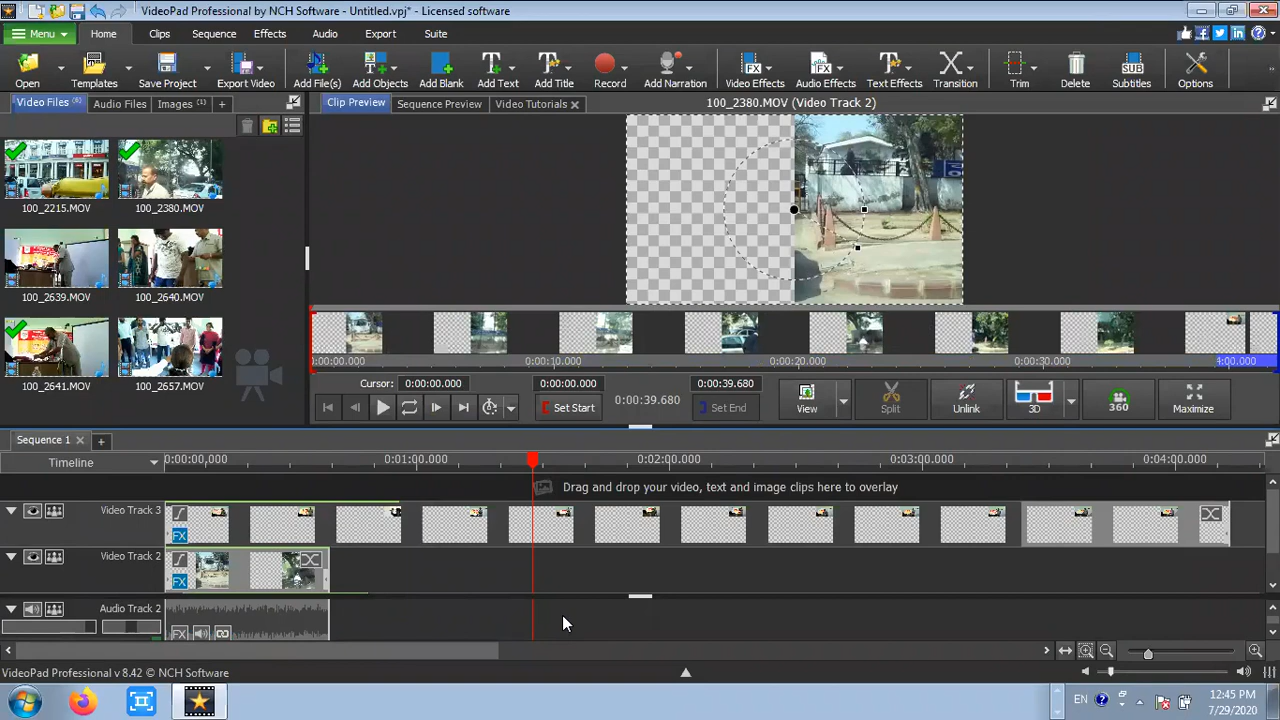 VideoPad Professional by NCH Software - Untitled.vpj* - Licensed software
Menu Home Clips Sequence Effects Audio Export Suite
Open Templates Save Project Export Video Add File(s) Add Objects Add Blank Add Text Add Title Record Add Narration Video Effects Audio Effects Text Effects Transition Trim Delete Subtitles Options
Video Files (6) Audio Files Images (1) +
Clip Preview Sequence Preview Video Tutorials
100_2380.MOV (Video Track 2)
100_2215.MOV 100_2380.MOV
100_2639.MOV 100_2640.MOV
100_2641.MOV 100_2657.MOV
0:00:00.000 0:00:10.000 0:00:20.000 0:00:30.000 4:00.000
Cursor: 0:00:00.000 0:00:00.000 0:00:39.680
Set Start 0:00:39.680 Set End
View Split Unlink 3D 360 Maximize
Sequence 1
Timeline 0:00:00.000 0:01:00.000 0:02:00.000 0:03:00.000 0:04:00.000
Drag and drop your video, text and image clips here to overlay
Video Track 3
FX
Video Track 2
FX
Audio Track 2
FX
VideoPad Professional v 8.42 © NCH Software
EN 12:45 PM
7/29/2020